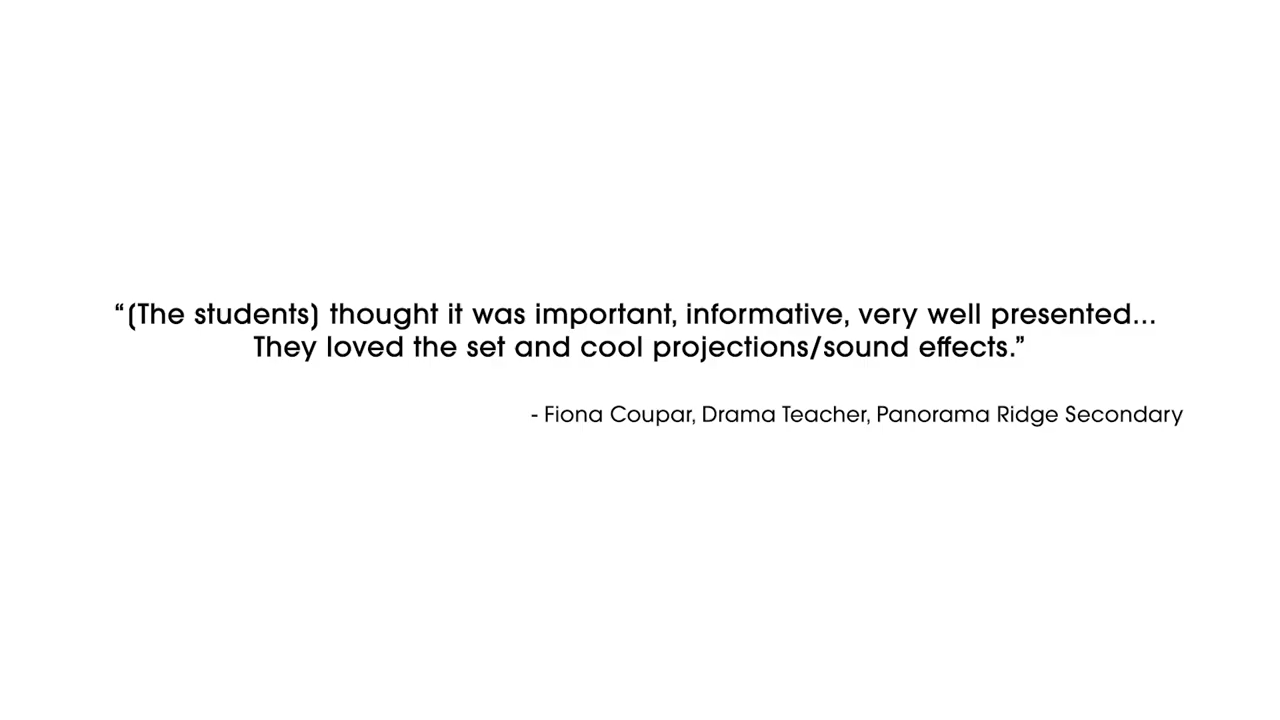 “(The students) thought it was important, informative, very well presented...
They loved the set and cool projections/sound effects.”
- Fiona Coupar, Drama Teacher, Panorama Ridge Secondary